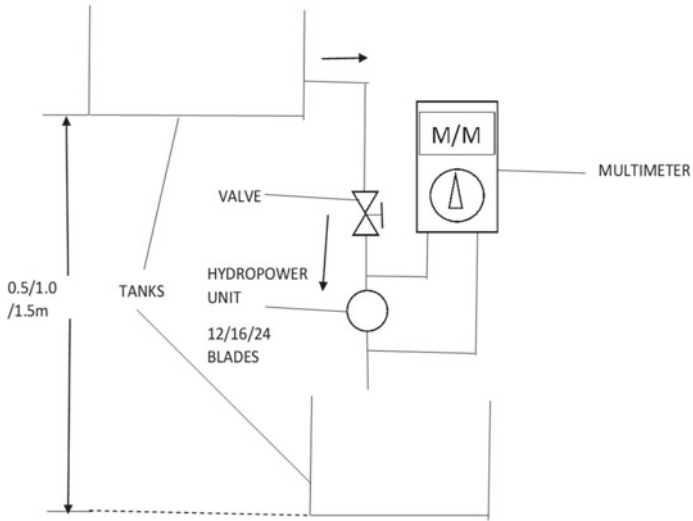 M/M
MULTIMETER
VALVE
HYDROPOWER
UNIT
12/16/24
BLADES
TANKS
0.5/1.0
/1.5m